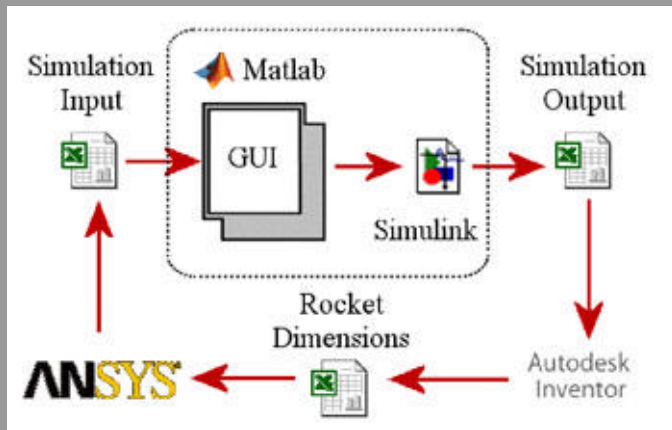 Simulation
Input
Matlab
GUI
Simulink
Simulation
Output
Autodesk
Inventor
Rocket
Dimensions
ANSYS